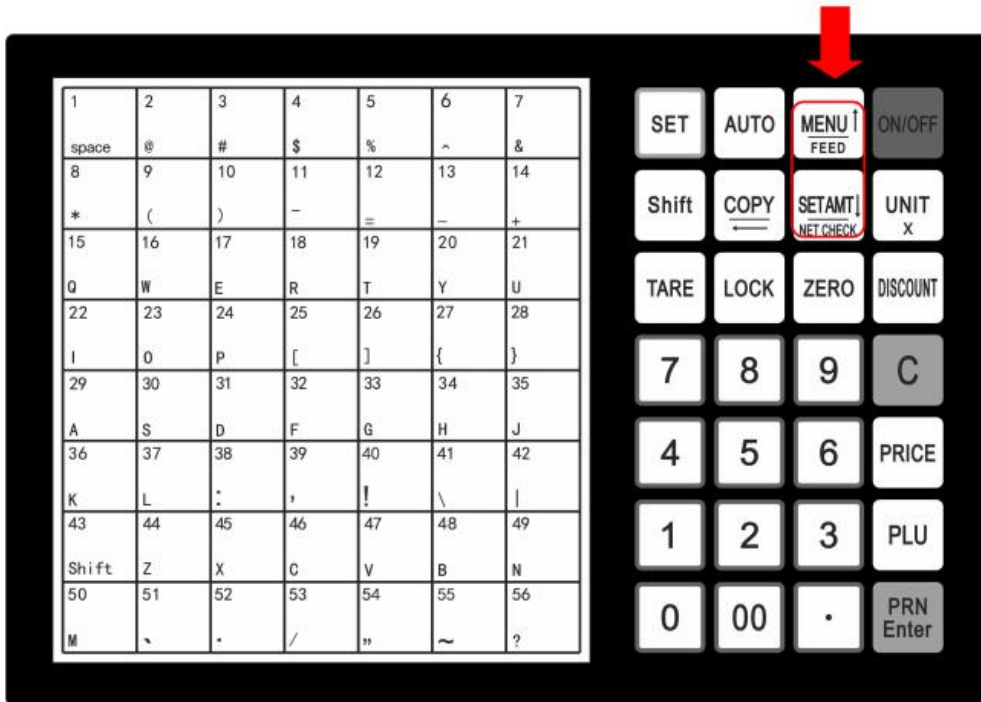 1 2 3 4 5 6 7
space @ # $ % ^ &
8 9 10 11 12 13 14
* ( ) - = _ +
15 16 17 18 19 20 21
Q W E R T Y U
22 23 24 25 26 27 28
I O P [ ] { }
29 30 31 32 33 34 35
A S D F G H J
36 37 38 39 40 41 42
K L : , ! \ |
43 44 45 46 47 48 49
Shift Z X C V B N
50 51 52 53 54 55 56
M 、 . / " ~ ?
SET AUTO MENU↑ ON/OFF
FEED
Shift COPY SETAMT↓ UNIT
← NET CHECK X
TARE LOCK ZERO DISCOUNT
7 8 9 C
4 5 6 PRICE
1 2 3 PLU
0 00 . PRN
Enter